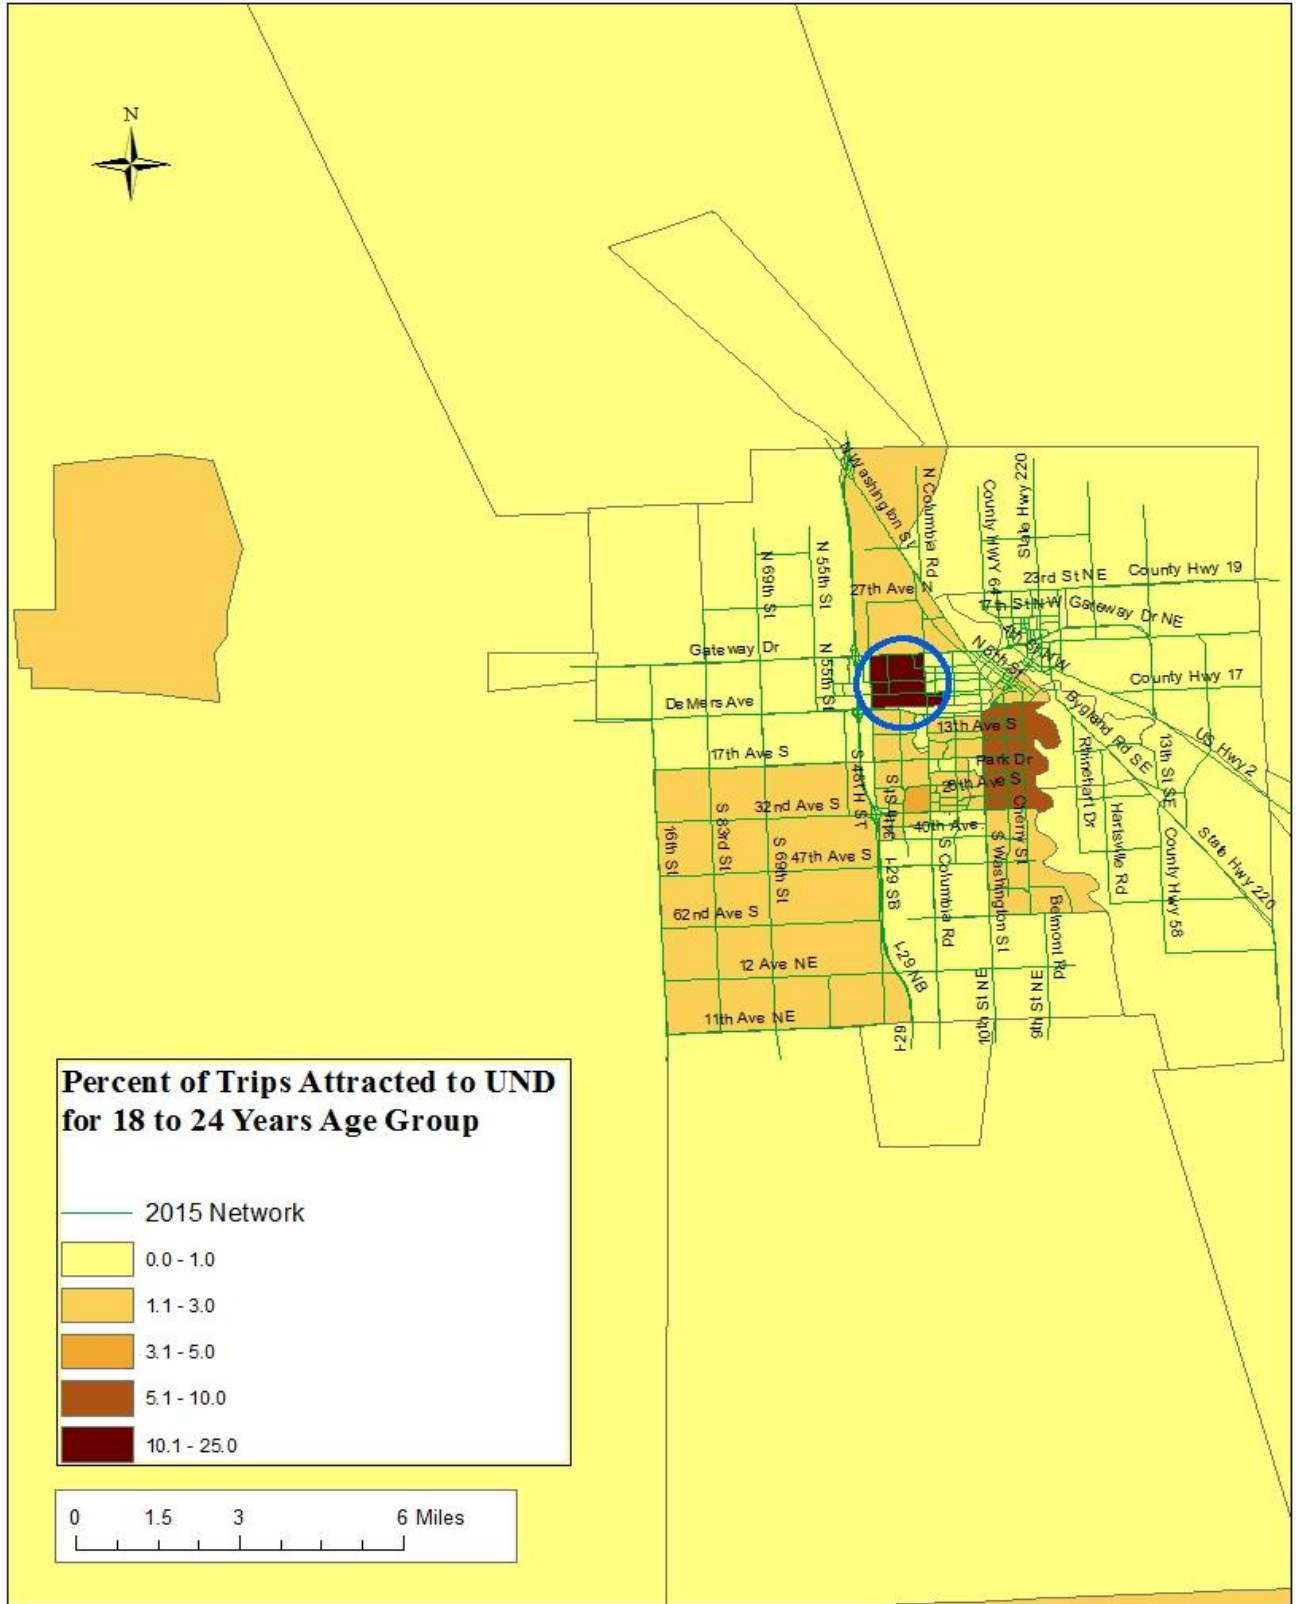 N
N Washington St
N Columbia Rd
County HWY 64
State Hwy 220
N 69th St
N 55th St
27th Ave N
23rd St NE
County Hwy 19
17th St NW
Gateway Dr NE
Gateway Dr
N 55th St
N 5th St
County Hwy 17
DeMers Ave
13th Ave S
Bygland Rd SE
US Hwy 2
17th Ave S
S 48TH ST
Park Dr
Rhinehart Dr
13th St SE
32nd Ave S
S 34th St
Cherry St
16th St
S 83rd St
S 69th St
40th Ave
47th Ave S
I-29 SB
S Columbia Rd
S Washington St
Hartsville Rd
County Hwy 58
State Hwy 220
62nd Ave S
Belmont Rd
12 Ave NE
I-29 NB
11th Ave NE
I-29
10th St NE
9th St NE
Percent of Trips Attracted to UND
for 18 to 24 Years Age Group
2015 Network
0.0 - 1.0
1.1 - 3.0
3.1 - 5.0
5.1 - 10.0
10.1 - 25.0
0 1.5 3 6 Miles